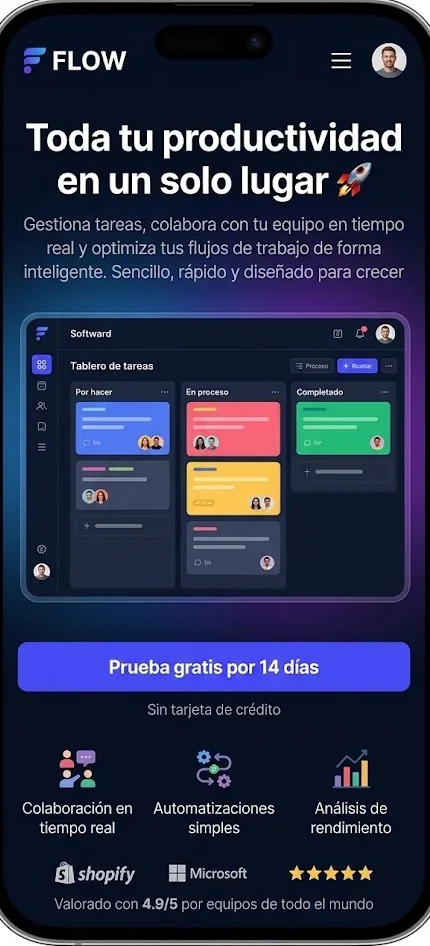 FLOW
Toda tu productividad
en un solo lugar 🚀
Gestiona tareas, colabora con tu equipo en tiempo
real y optimiza tus flujos de trabajo de forma
inteligente. Sencillo, rápido y diseñado para crecer
Softward
Tablero de tareas
Proceso
+ Riustar
Por hacer
En proceso
Completado
Prueba gratis por 14 días
Sin tarjeta de crédito
Colaboración en
tiempo real
Automatizaciones
simples
Análisis de
rendimiento
shopify
Microsoft
Valorado con 4.9/5 por equipos de todo el mundo